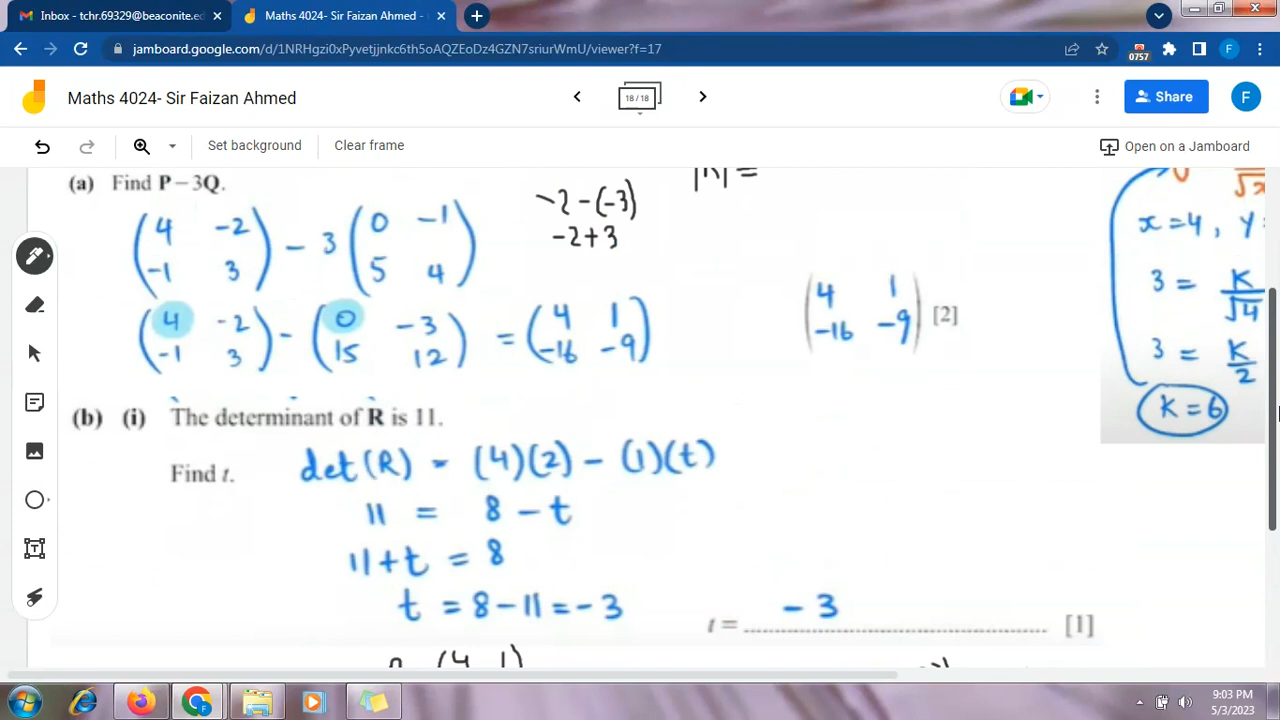 Inbox - tchr.69329@beaconite.ed
Maths 4024- Sir Faizan Ahmed -
jamboard.google.com/d/1NRHgzi0xPyvetjjnkc6th5oAQZEoDz4GZN7sriurWmU/viewer?f=17
0757
F
Maths 4024- Sir Faizan Ahmed
18 / 18
Share
F
Set background
Clear frame
Open on a Jamboard
(a) Find P – 3Q.
(4 -2 -1 3) - 3 (0 -1 5 4)
-2 - (-3)
-2+3
|R| =
(4 -2 -1 3) - (0 -3 15 12) = (4 1 -16 -9)
(4 1 -16 -9) [2]
x=4, y
3 = K/√4
3 = K/2
K=6
(b) (i) The determinant of R is 11.
Find t.
det(R) = (4)(2) - (1)(t)
11 = 8 - t
11+t = 8
t = 8-11 = -3
t = -3 [1]
(4 1)
9:03 PM
5/3/2023